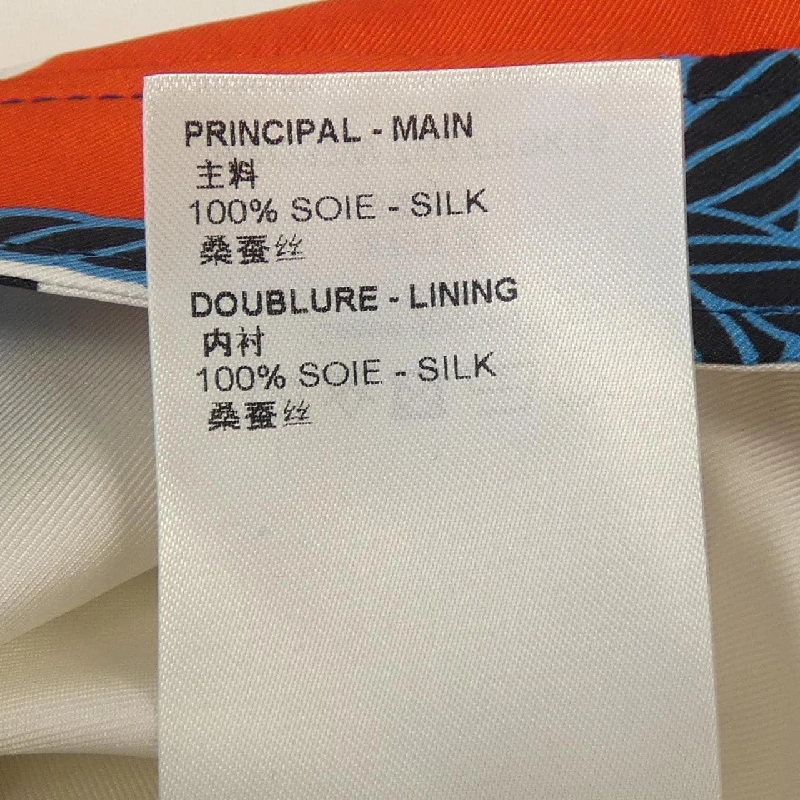 PRINCIPAL - MAIN
主料
100% SOIE - SILK
桑蚕丝
DOUBLURE - LINING
内衬
100% SOIE - SILK
桑蚕丝